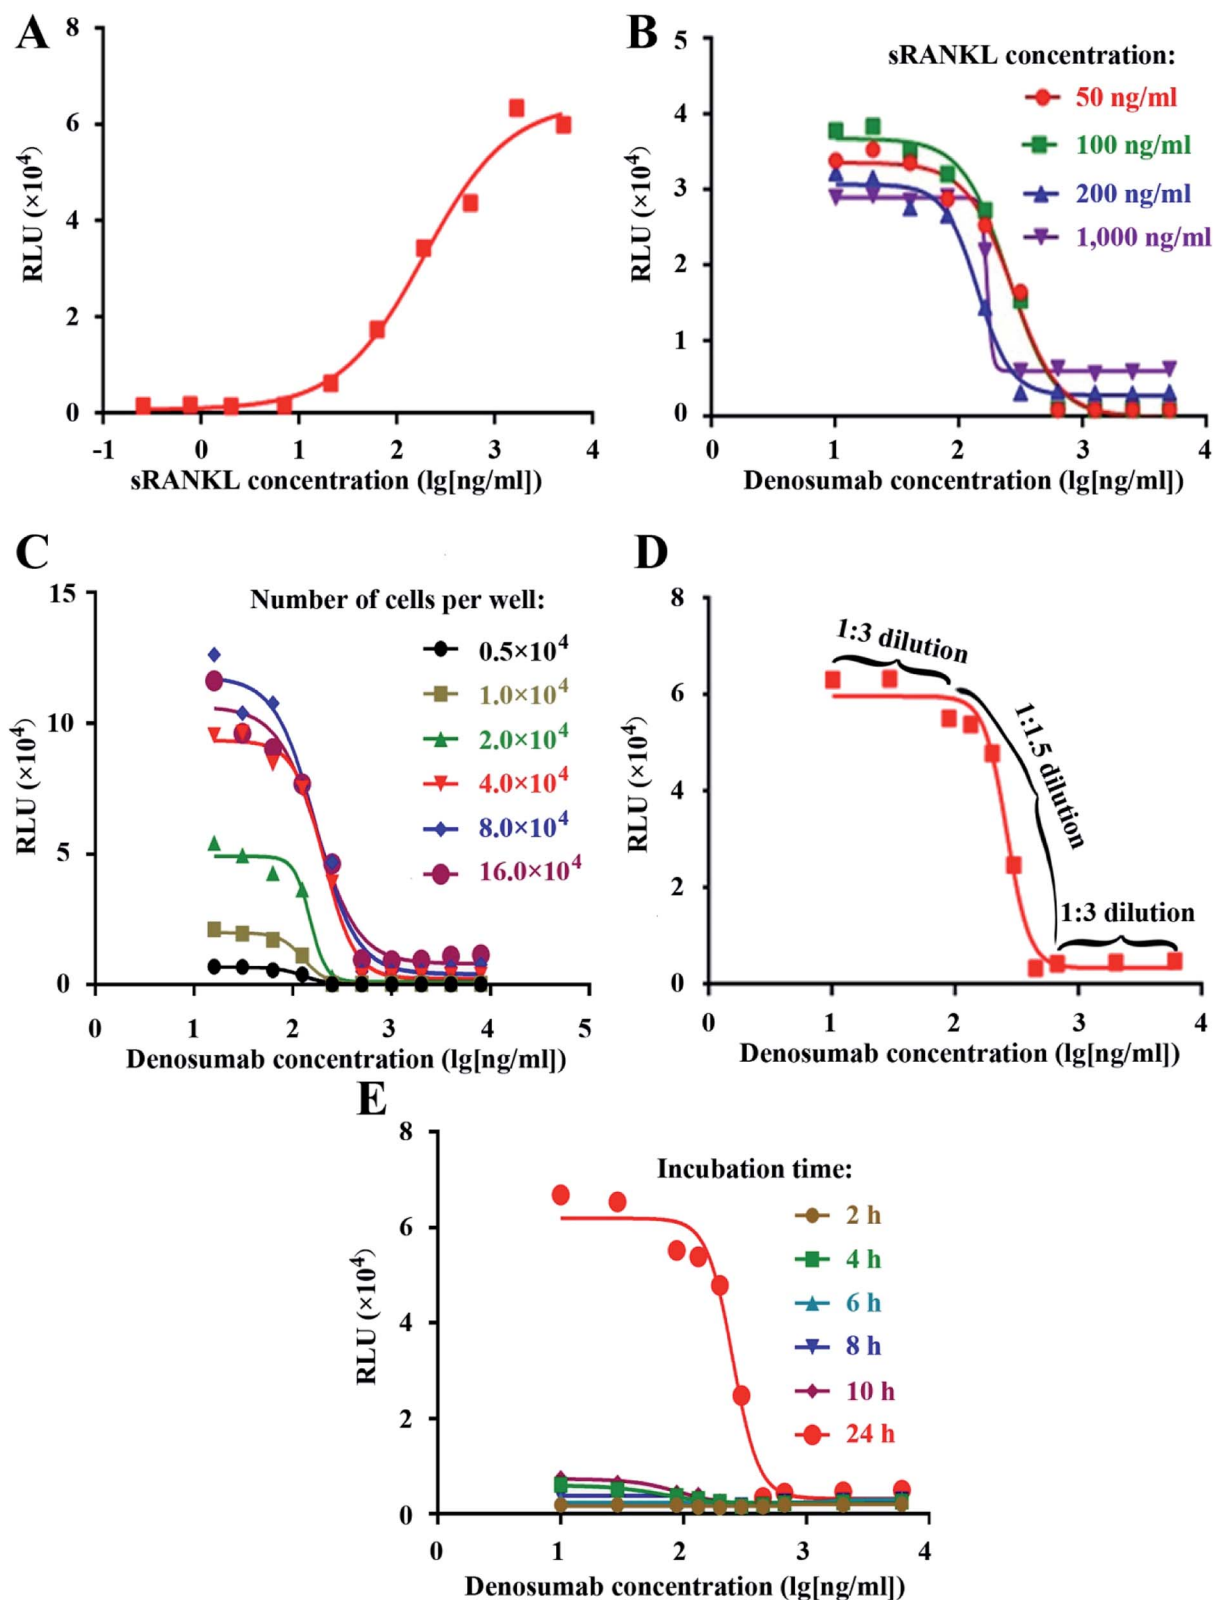 A
8
6
4
2
0
RLU (×10⁴)
-1 0 1 2 3 4
sRANKL concentration (lg[ng/ml])
B
5
4
3
2
1
0
RLU (×10⁴)
sRANKL concentration:
50 ng/ml
100 ng/ml
200 ng/ml
1,000 ng/ml
0 1 2 3 4
Denosumab concentration (lg[ng/ml])
C
15
10
5
0
RLU (×10⁴)
Number of cells per well:
0.5×10⁴
1.0×10⁴
2.0×10⁴
4.0×10⁴
8.0×10⁴
16.0×10⁴
0 1 2 3 4 5
Denosumab concentration (lg[ng/ml])
D
8
6
4
2
0
RLU (×10⁴)
1:3 dilution
1:1.5 dilution
1:3 dilution
0 1 2 3 4
Denosumab concentration (lg[ng/ml])
E
8
6
4
2
0
RLU (×10⁴)
Incubation time:
2 h
4 h
6 h
8 h
10 h
24 h
0 1 2 3 4
Denosumab concentration (lg[ng/ml])